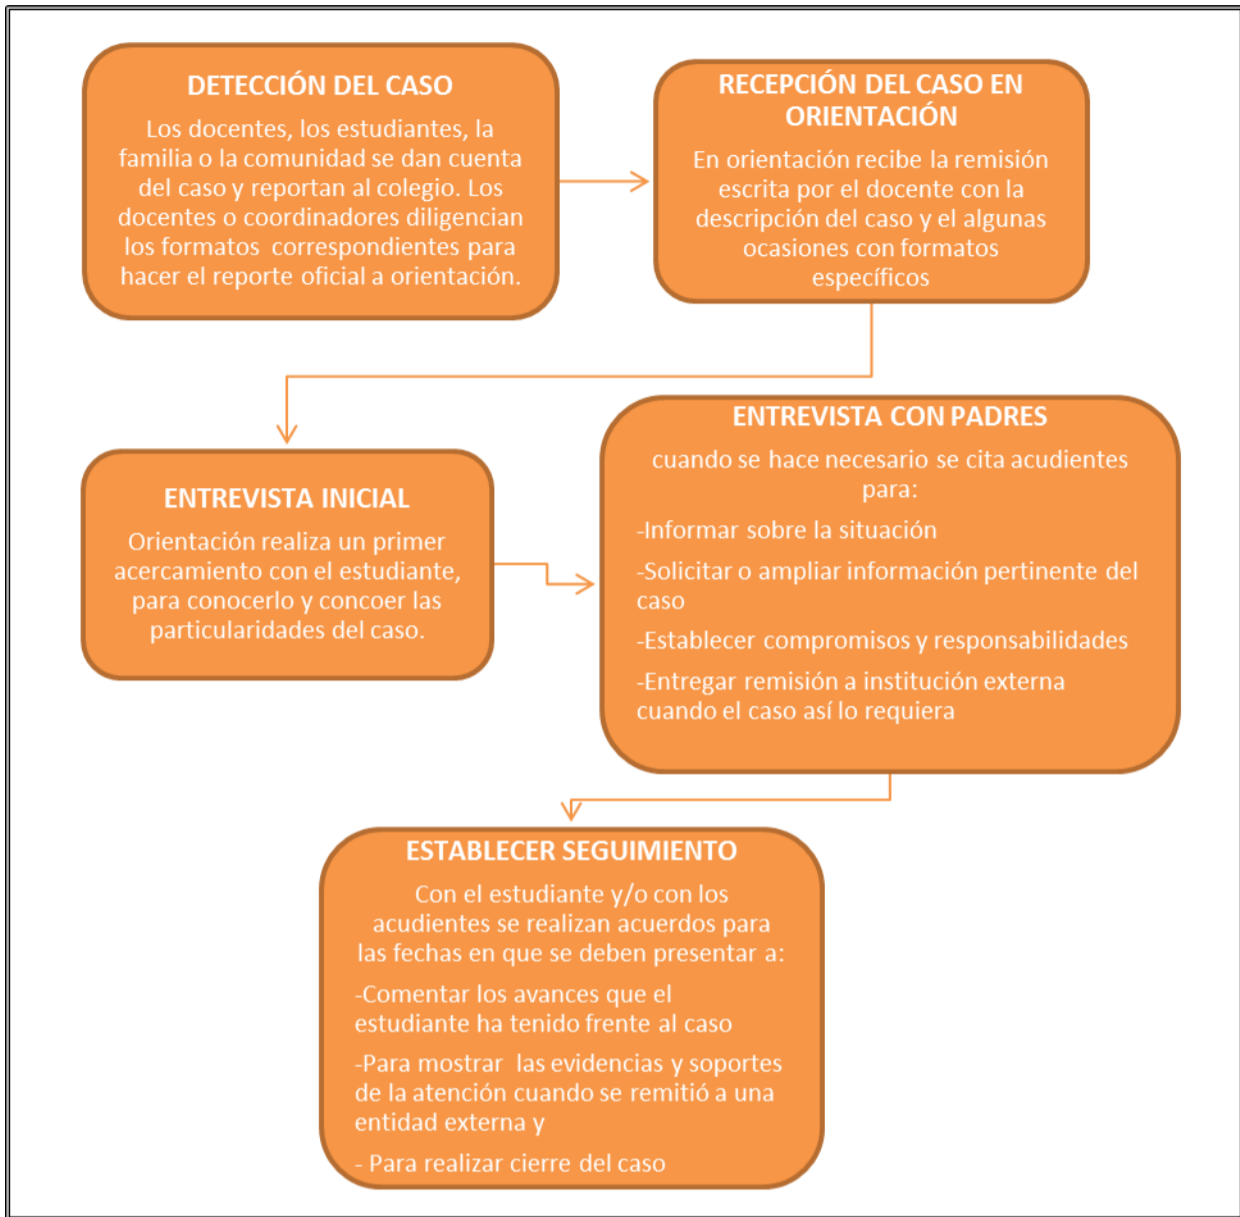 DETECCIÓN DEL CASO
Los docentes, los estudiantes, la
familia o la comunidad se dan cuenta
del caso y reportan al colegio. Los
docentes o coordinadores diligencian
los formatos correspondientes para
hacer el reporte oficial a orientación.
RECEPCIÓN DEL CASO EN
ORIENTACIÓN
En orientación recibe la remisión
escrita por el docente con la
descripción del caso y el algunas
ocasiones con formatos
específicos
ENTREVISTA INICIAL
Orientación realiza un primer
acercamiento con el estudiante,
para conocerlo y concoer las
particularidades del caso.
ENTREVISTA CON PADRES
cuando se hace necesario se cita acudientes
para:
-Informar sobre la situación
-Solicitar o ampliar información pertinente del
caso
-Establecer compromisos y responsabilidades
-Entregar remisión a institución externa
cuando el caso así lo requiera
ESTABLECER SEGUIMIENTO
Con el estudiante y/o con los
acudientes se realizan acuerdos para
las fechas en que se deben presentar a:
-Comentar los avances que el
estudiante ha tenido frente al caso
-Para mostrar las evidencias y soportes
de la atención cuando se remitió a una
entidad externa y
- Para realizar cierre del caso